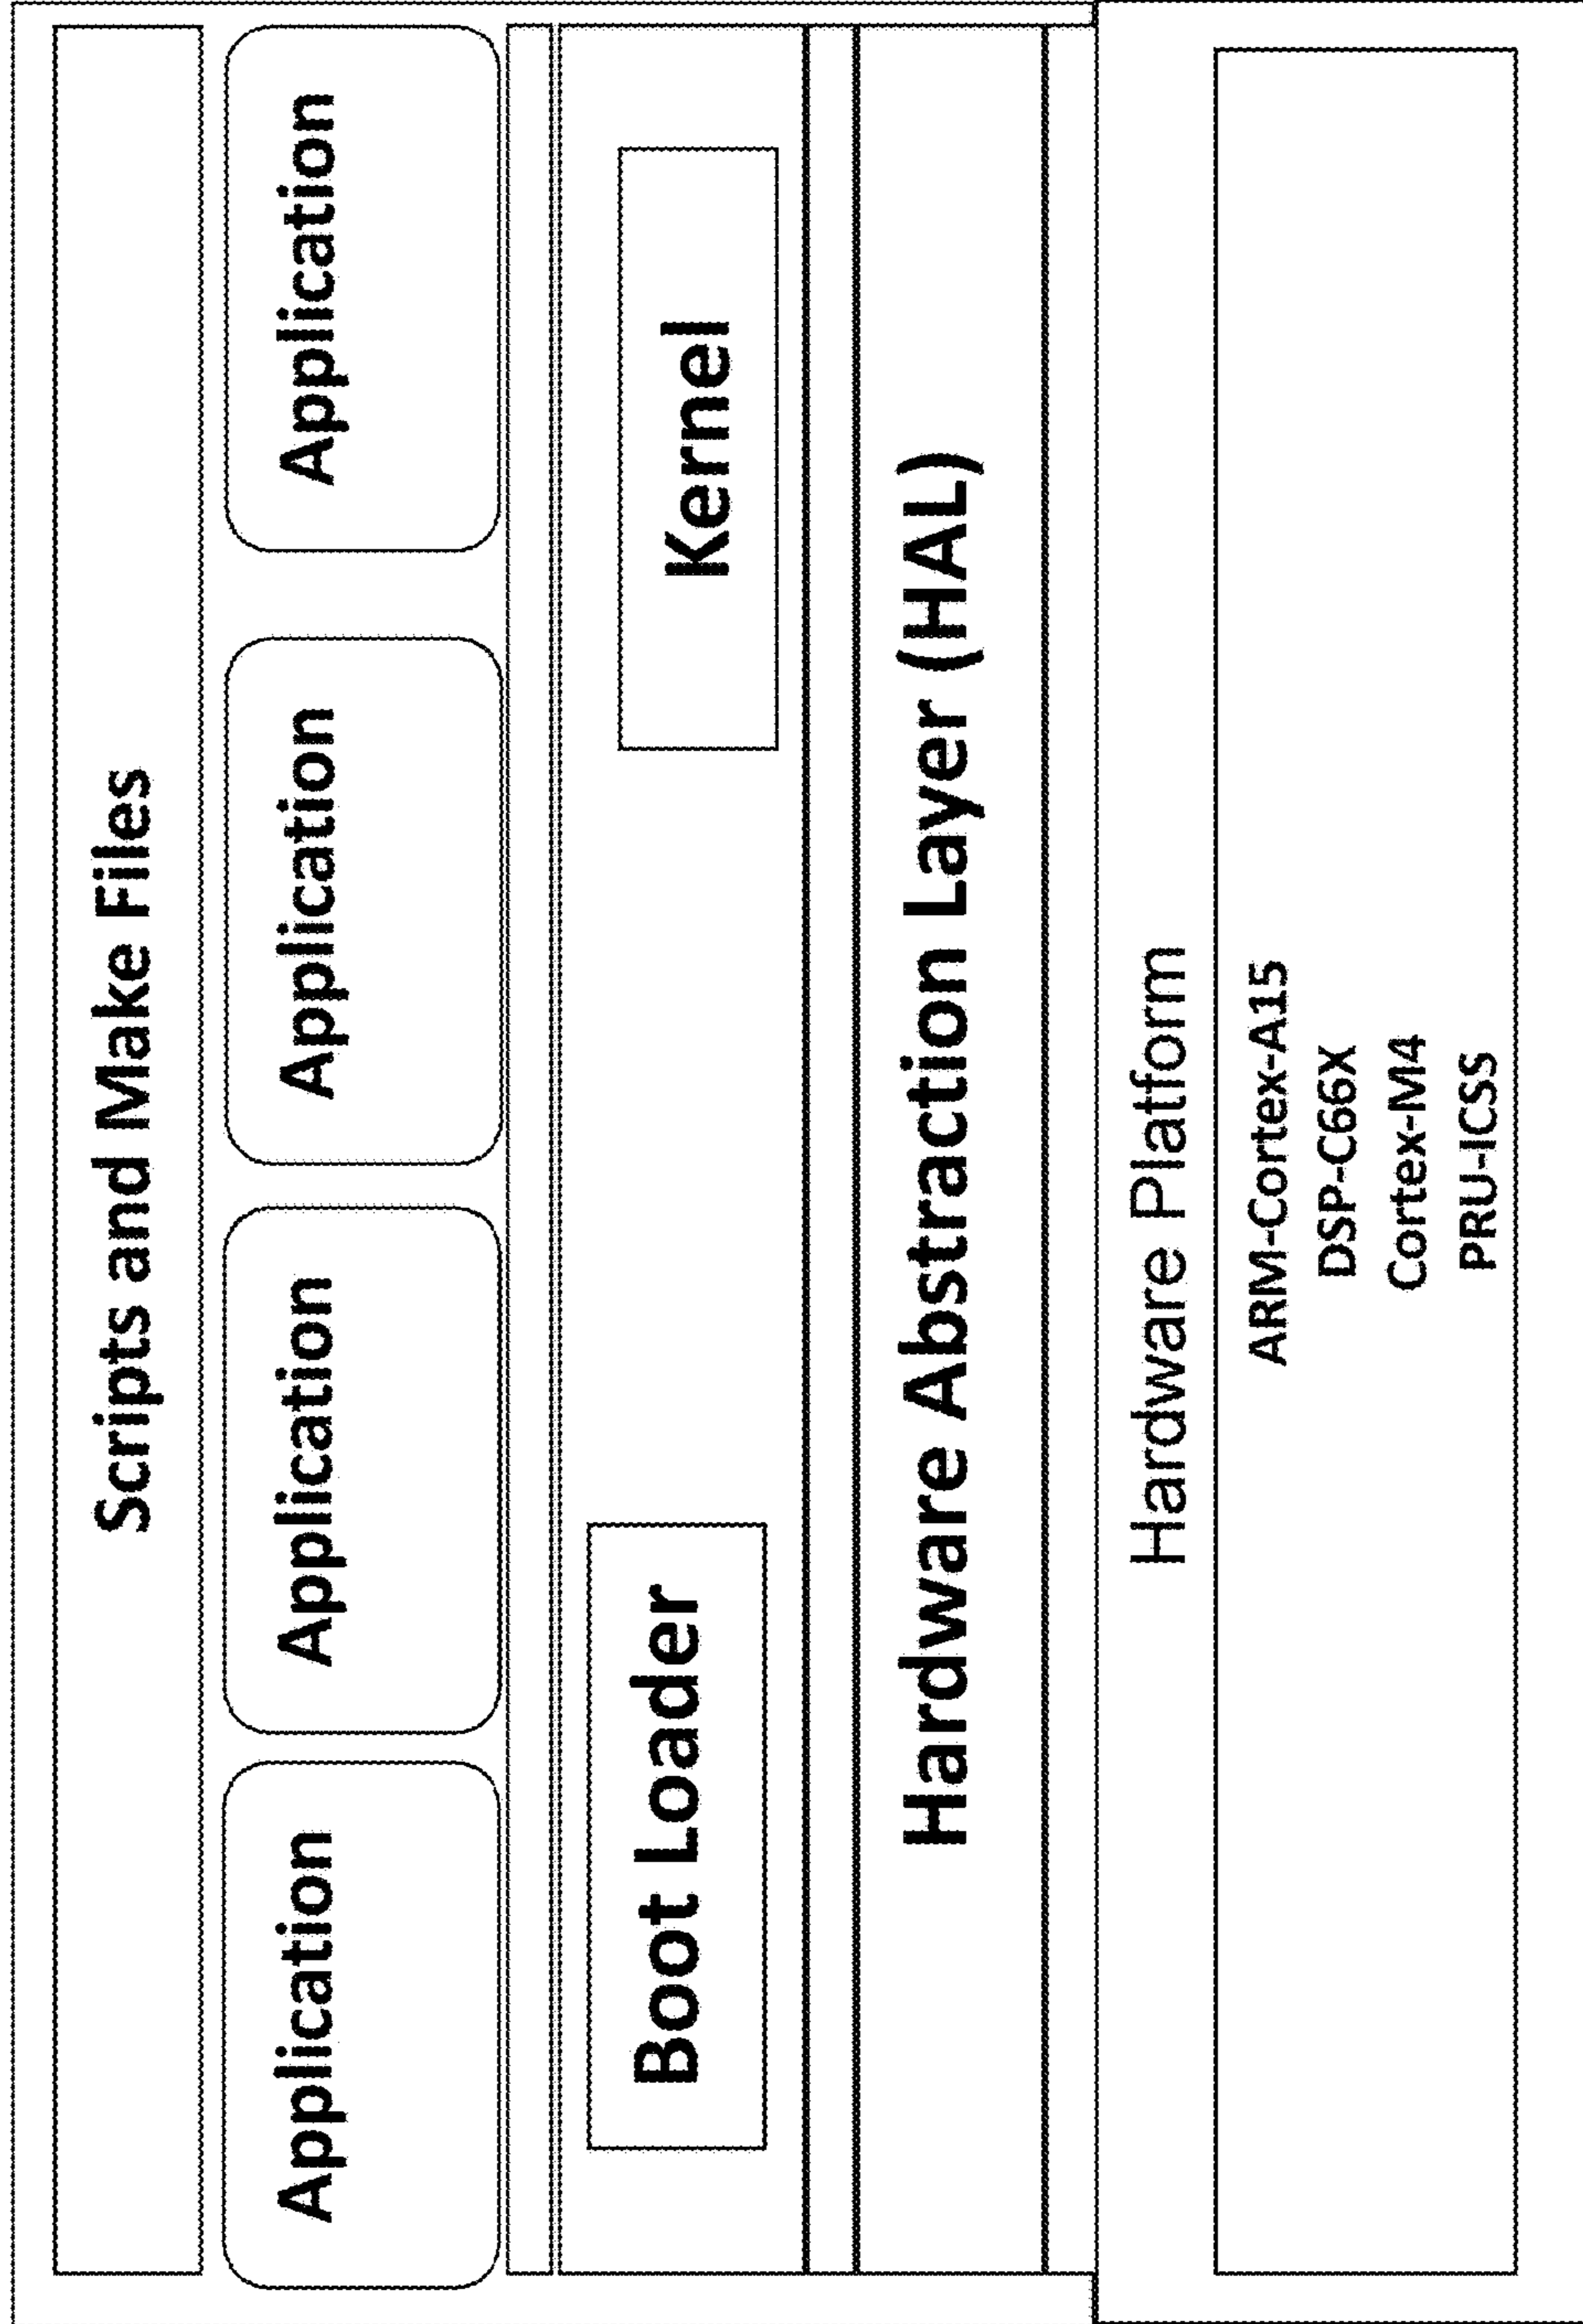 Scripts and Make Files
Application
Application
Application
Application
Boot Loader
Kernel
Hardware Abstraction Layer (HAL)
Hardware Platform
ARM-Cortex-A15
DSP-C66X
Cortex-M4
PRU-ICSS